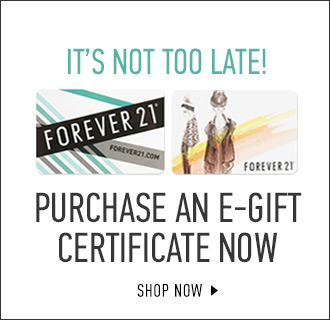 IT'S NOT TOO LATE!
FOREVER 21
FOREVER21.COM
FOREVER 21
PURCHASE AN E-GIFT
CERTIFICATE NOW
SHOP NOW